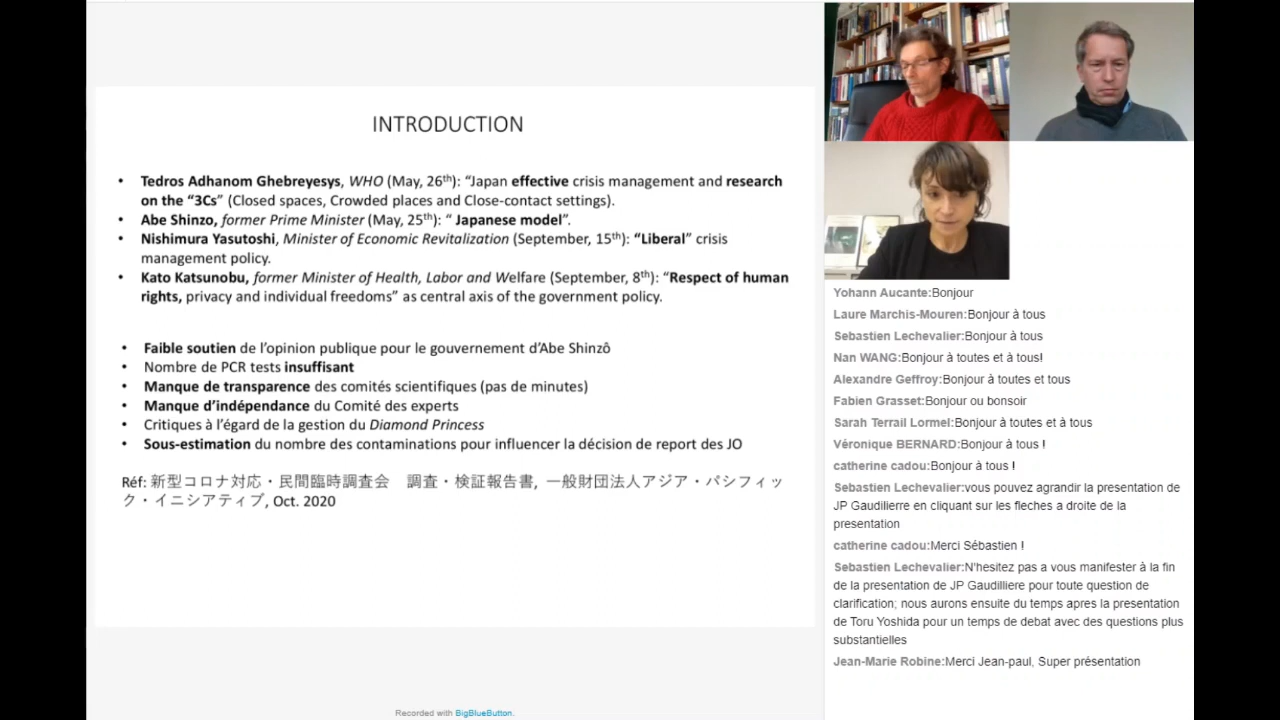 INTRODUCTION
• Tedros Adhanom Ghebreyesys, WHO (May, 26th): “Japan effective crisis management and research
on the “3Cs” (Closed spaces, Crowded places and Close-contact settings).
• Abe Shinzo, former Prime Minister (May, 25th): “ Japanese model”.
• Nishimura Yasutoshi, Minister of Economic Revitalization (September, 15th): “Liberal” crisis
management policy.
• Kato Katsunobu, former Minister of Health, Labor and Welfare (September, 8th): “Respect of human
rights, privacy and individual freedoms” as central axis of the government policy.
• Faible soutien de l’opinion publique pour le gouvernement d’Abe Shinzô
• Nombre de PCR tests insuffisant
• Manque de transparence des comités scientifiques (pas de minutes)
• Manque d’indépendance du Comité des experts
• Critiques à l’égard de la gestion du Diamond Princess
• Sous-estimation du nombre des contaminations pour influencer la décision de report des JO
Réf: 新型コロナ対応・民間臨時調査会　調査・検証報告書, 一般財団法人アジア・パシフィッ
ク・イニシアティブ, Oct. 2020
Yohann Aucante:Bonjour
Laure Marchis-Mouren:Bonjour à tous
Sebastien Lechevalier:Bonjour à tous
Nan WANG:Bonjour à toutes et à tous!
Alexandre Geffroy:Bonjour à toutes et tous
Fabien Grasset:Bonjour ou bonsoir
Sarah Terrail Lormel:Bonjour à toutes et à tous
Véronique BERNARD:Bonjour à tous !
catherine cadou:Bonjour à tous !
Sebastien Lechevalier:vous pouvez agrandir la presentation de
JP Gaudilierre en cliquant sur les fleches a droite de la
presentation
catherine cadou:Merci Sébastien !
Sebastien Lechevalier:N'hesitez pas a vous manifester à la fin
de la presentation de JP Gaudilliere pour toute question de
clarification; nous aurons ensuite du temps apres la presentation
de Toru Yoshida pour un temps de debat avec des questions plus
substantielles
Jean-Marie Robine:Merci Jean-paul, Super présentation
Recorded with BigBlueButton.